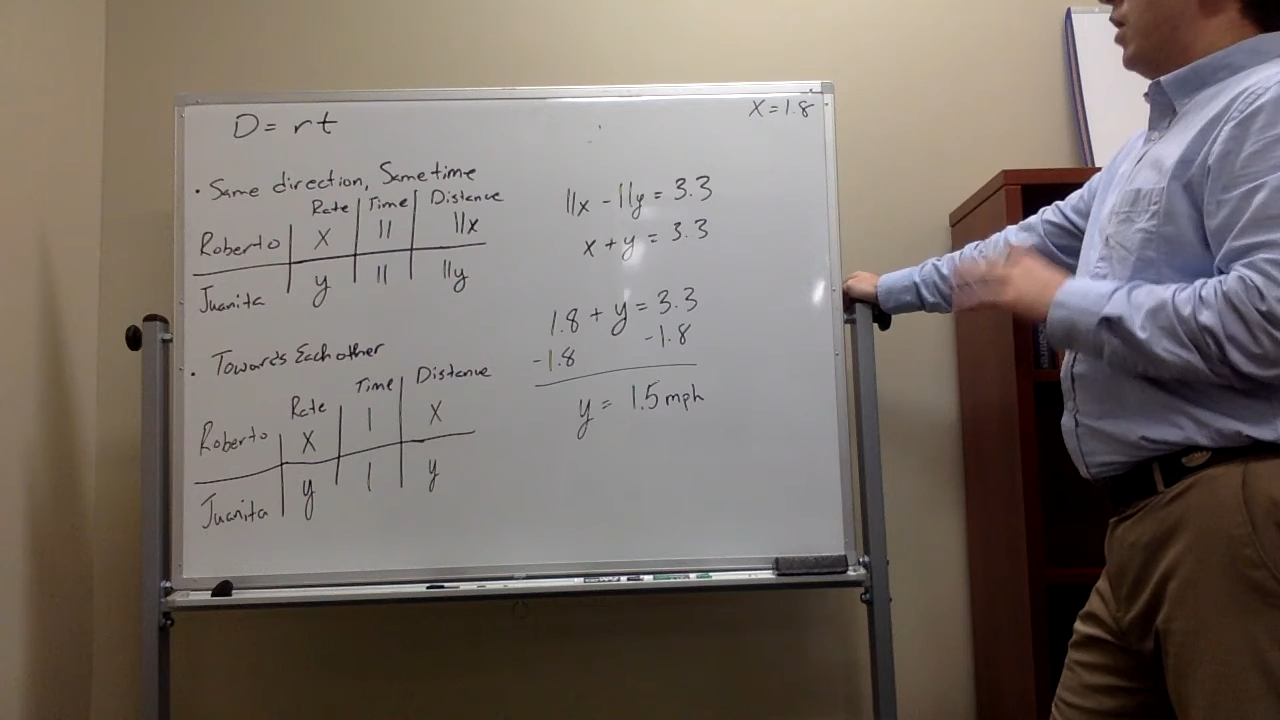 D = rt
X = 1.8
• Same direction, Same time
Rate | Time | Distance
Roberto | X | 11 | 11x
Juanita | y | 11 | 11y
• Towards Each other
Rate | Time | Distance
Roberto | X | 1 | X
Juanita | y | 1 | y
11x - 11y = 3.3
x + y = 3.3
1.8 + y = 3.3
-1.8 -1.8
y = 1.5 mph